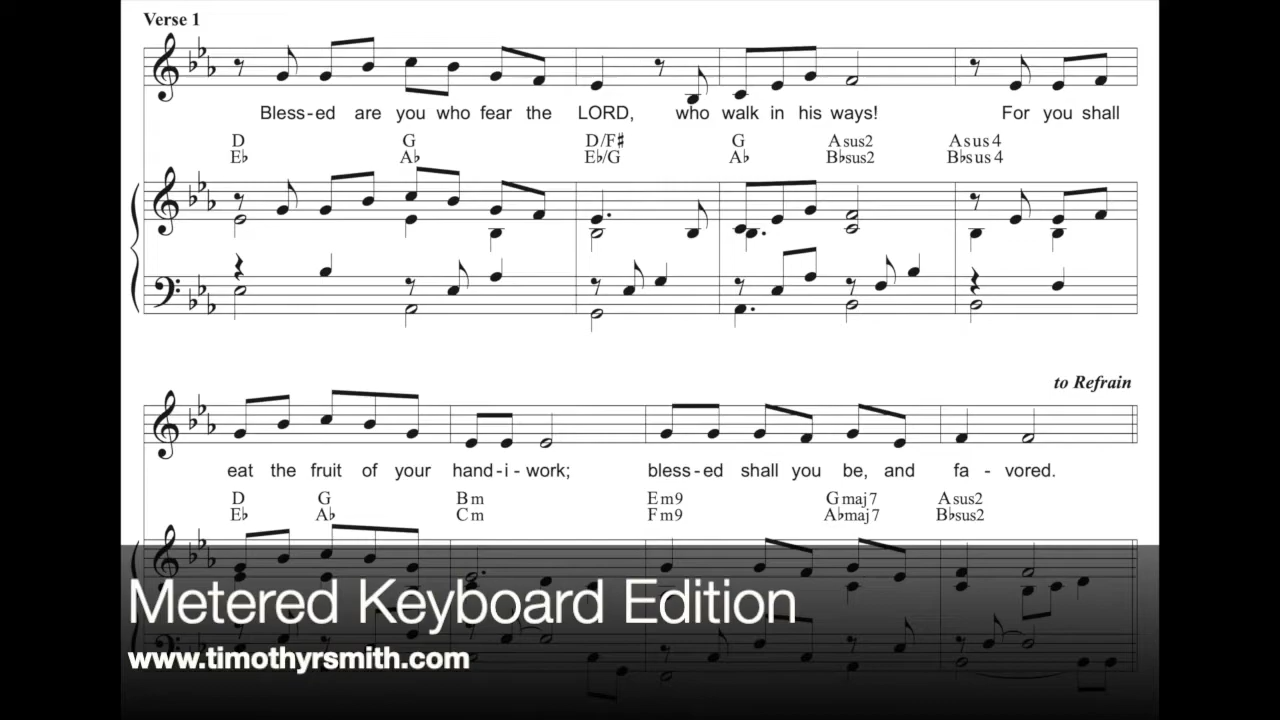 Verse 1
Bless-ed are you who fear the LORD, who walk in his ways! For you shall
D G D/F♯ G Asus2 Asus4
E♭ A♭ E♭/G A♭ B♭sus2 B♭sus4
to Refrain
eat the fruit of your hand-i-work; bless-ed shall you be, and fa-vored.
D G Bm Em9 Gmaj7 Asus2
E♭ A♭ Cm Fm9 A♭maj7 B♭sus2
Metered Keyboard Edition
www.timothyrsmith.com